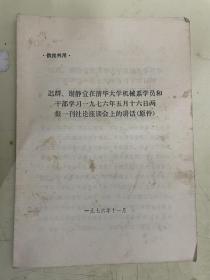 ·供批判用·
迟群、谢静宜在清华大学机械系学员和
干部学习一九七六年五月十六日两
报一刊社论座谈会上的讲话(原件)
一九七六年十一月